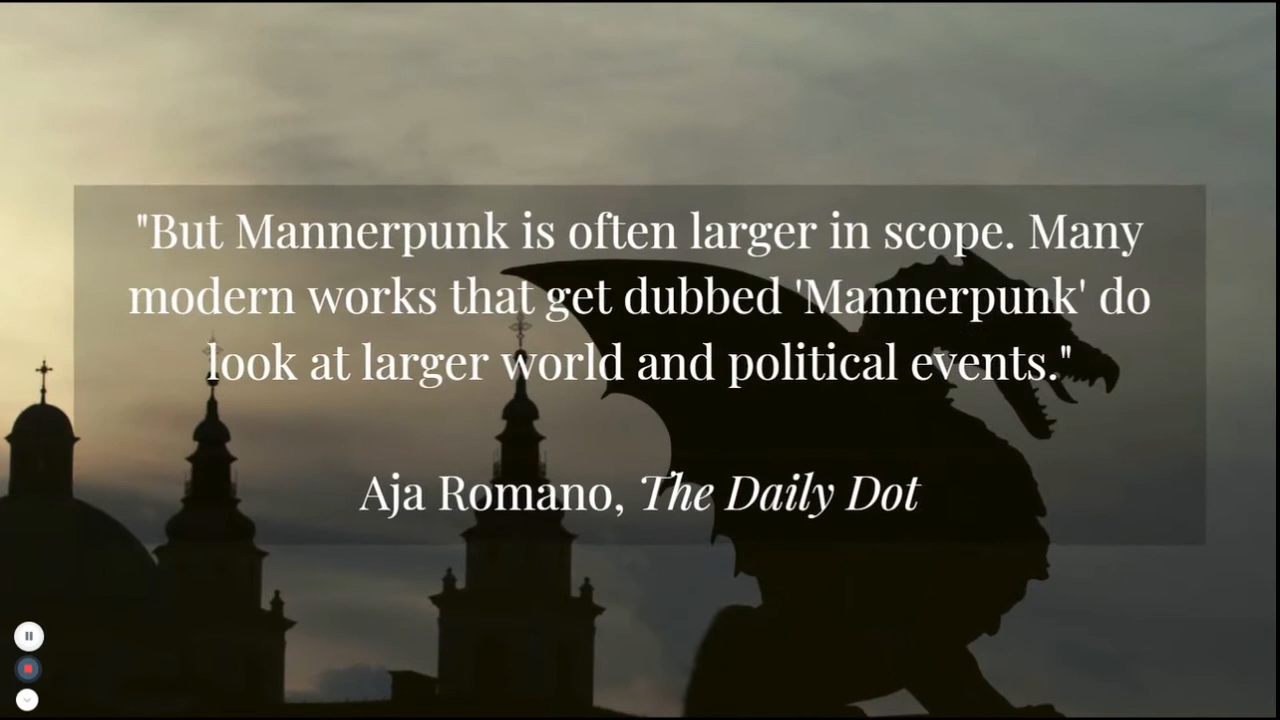 "But Mannerpunk is often larger in scope. Many
modern works that get dubbed 'Mannerpunk' do
look at larger world and political events."
Aja Romano, The Daily Dot